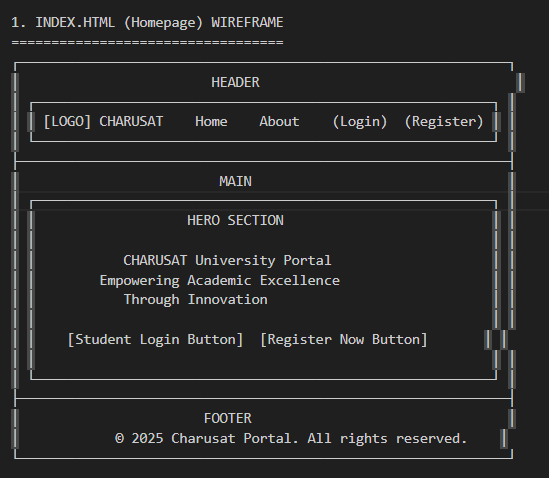 1. INDEX.HTML (Homepage) WIREFRAME
==================================
HEADER
[LOGO] CHARUSAT Home About (Login) (Register)
MAIN
HERO SECTION
CHARUSAT University Portal
Empowering Academic Excellence
Through Innovation
[Student Login Button] [Register Now Button]
FOOTER
© 2025 Charusat Portal. All rights reserved.